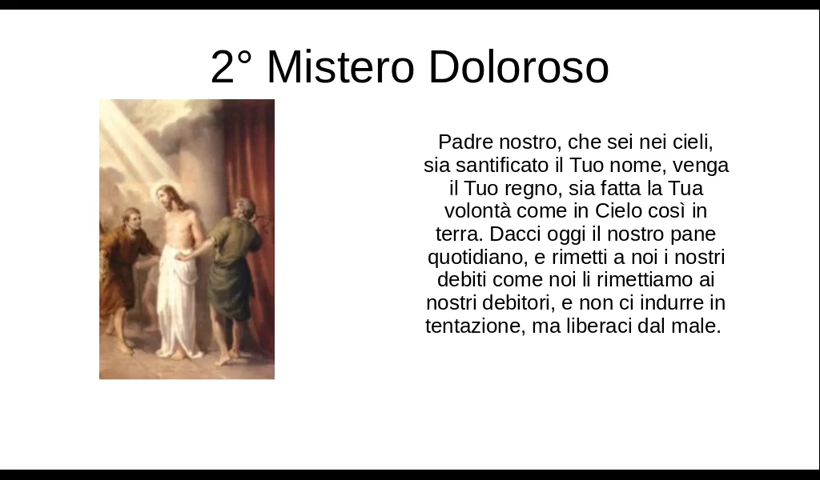 2° Mistero Doloroso
Padre nostro, che sei nei cieli,
sia santificato il Tuo nome, venga
il Tuo regno, sia fatta la Tua
volontà come in Cielo così in
terra. Dacci oggi il nostro pane
quotidiano, e rimetti a noi i nostri
debiti come noi li rimettiamo ai
nostri debitori, e non ci indurre in
tentazione, ma liberaci dal male.